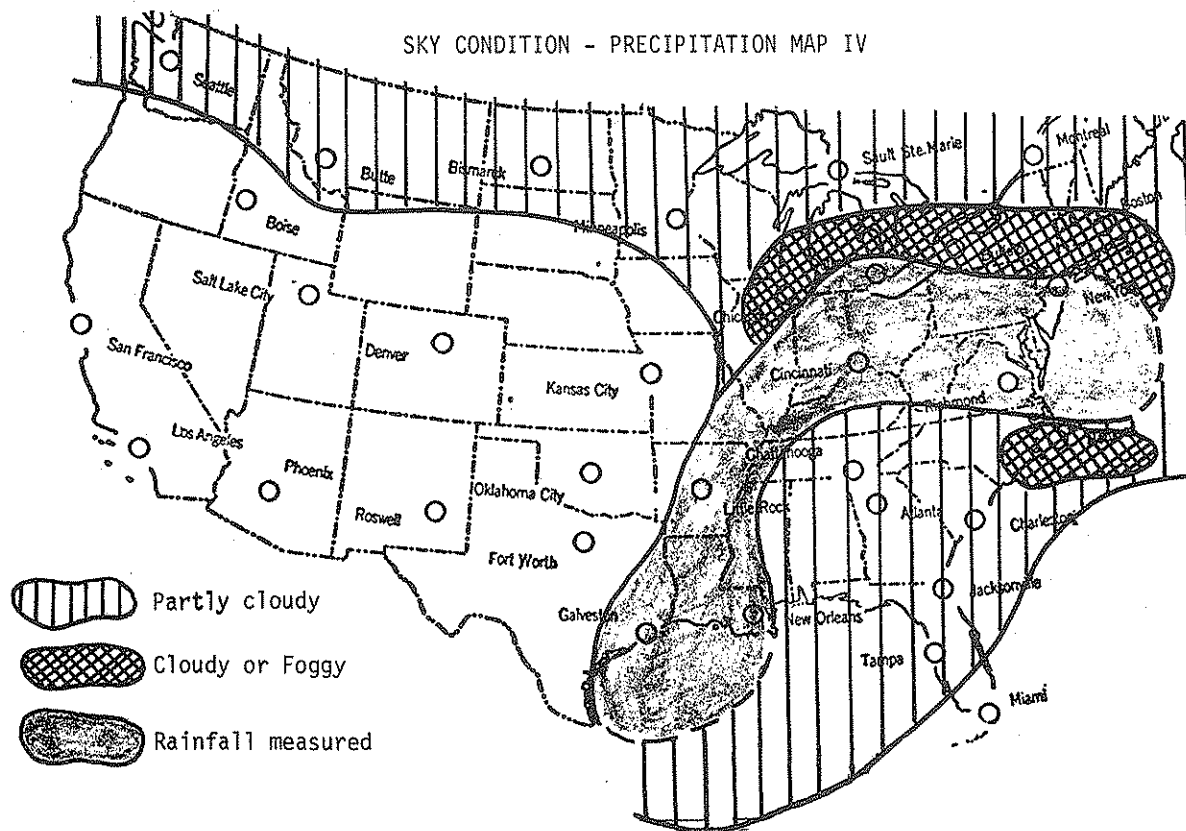 SKY CONDITION - PRECIPITATION MAP IV
Seattle
Butte
Bismarck
Sault Ste. Marie
Montreal
Boise
Minneapolis
Boston
Salt Lake City
New York
San Francisco
Denver
Kansas City
Cincinnati
Richmond
Los Angeles
Phoenix
Oklahoma City
Chattanooga
Roswell
Little Rock
Atlanta
Charleston
Fort Worth
Partly cloudy
Jacksonville
Galveston
New Orleans
Cloudy or Foggy
Tampa
Miami
Rainfall measured